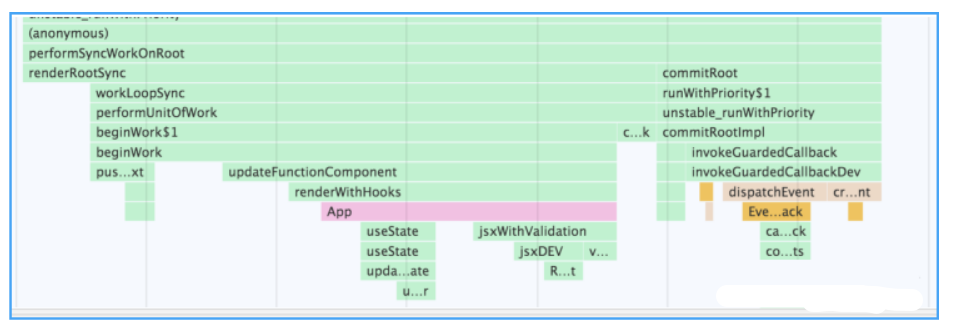 (anonymous)
performSyncWorkOnRoot
renderRootSync commitRoot
workLoopSync runWithPriority$1
performUnitOfWork unstable_runWithPriority
beginWork$1 c...k commitRootImpl
beginWork invokeGuardedCallback
pus...xt updateFunctionComponent invokeGuardedCallbackDev
renderWithHooks dispatchEvent cr...nt
App Eve...ack
useState jsxWithValidation ca...ck
useState jsxDEV v... co...ts
upda...ate R...t
u...r